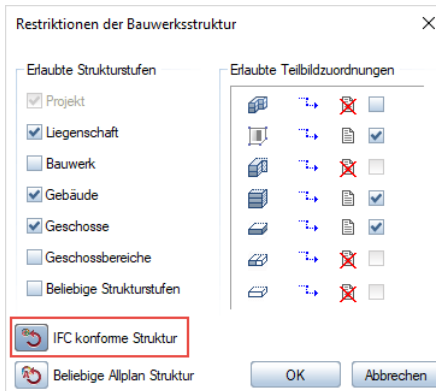 Restriktionen der Bauwerksstruktur
Erlaubte Strukturstufen
Erlaubte Teilbildzuordnungen
Projekt
Liegenschaft
Bauwerk
Gebäude
Geschosse
Geschossbereiche
Beliebige Strukturstufen
IFC konforme Struktur
Beliebige Allplan Struktur
OK
Abbrechen